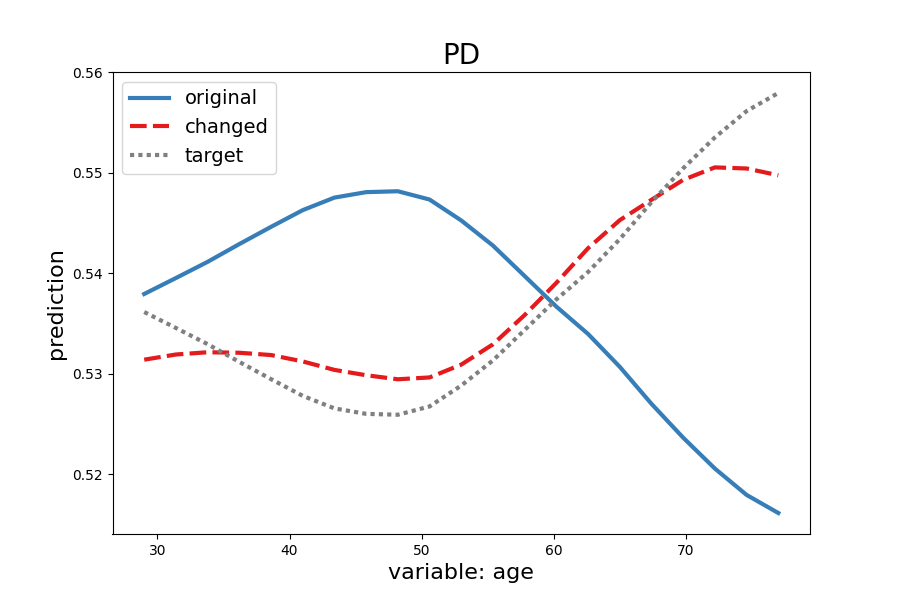 PD
0.56
0.55
0.54
0.53
0.52
prediction
original
changed
target
30 40 50 60 70
variable: age